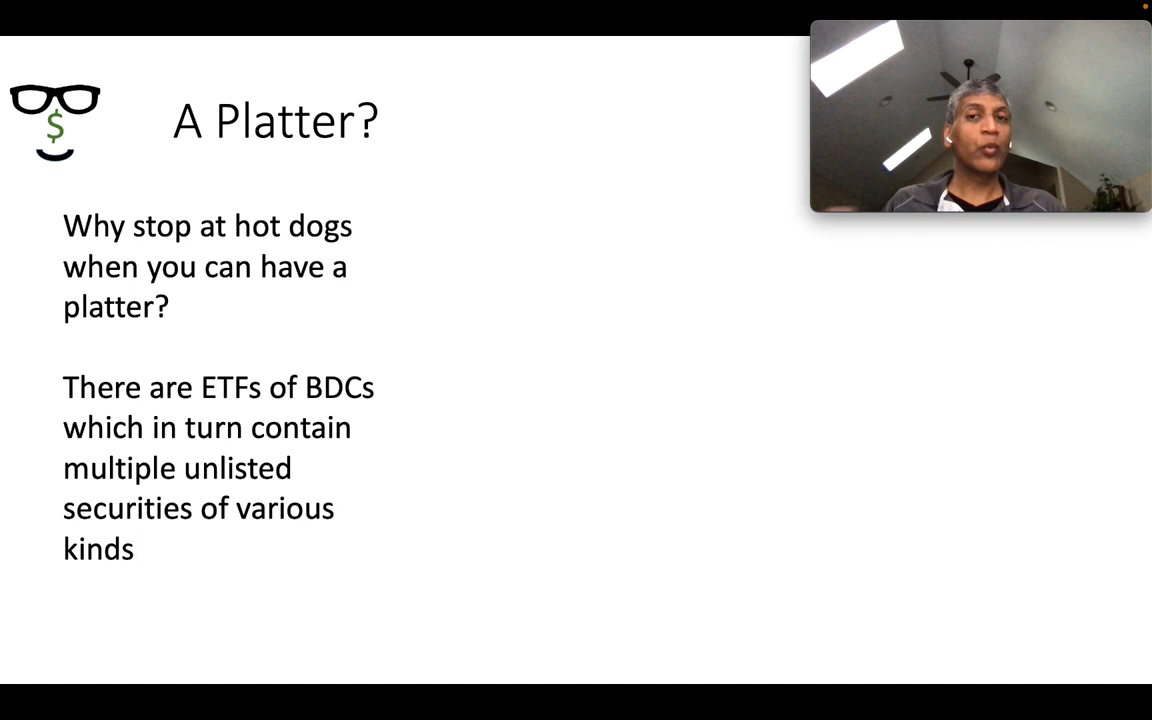 $
A Platter?
Why stop at hot dogs
when you can have a
platter?
There are ETFs of BDCs
which in turn contain
multiple unlisted
securities of various
kinds